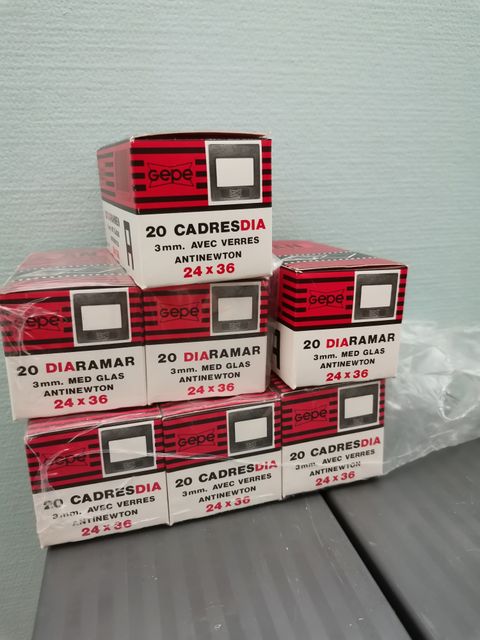 Gepe
20 CADRESDIA
3mm. AVEC VERRES
ANTINEWTON
24 x 36
Gepe
20 DIARAMAR
3mm. MED GLAS
ANTINEWTON
24 x 36
Gepe
20 DIARAMAR
3mm. MED GLAS
ANTINEWTON
24 x 36
Gepe
20 DIARAMAR
3mm. MED GLAS
ANTINEWTON
24 x 36
Gepe
20 CADRESDIA
3mm. AVEC VERRES
ANTINEWTON
24 x 36
Gepe
20 CADRESDIA
3mm. AVEC VERRES
ANTINEWTON
24 x 36
Gepe
20 CADRESDIA
3mm. AVEC VERRES
ANTINEWTON
24 x 36